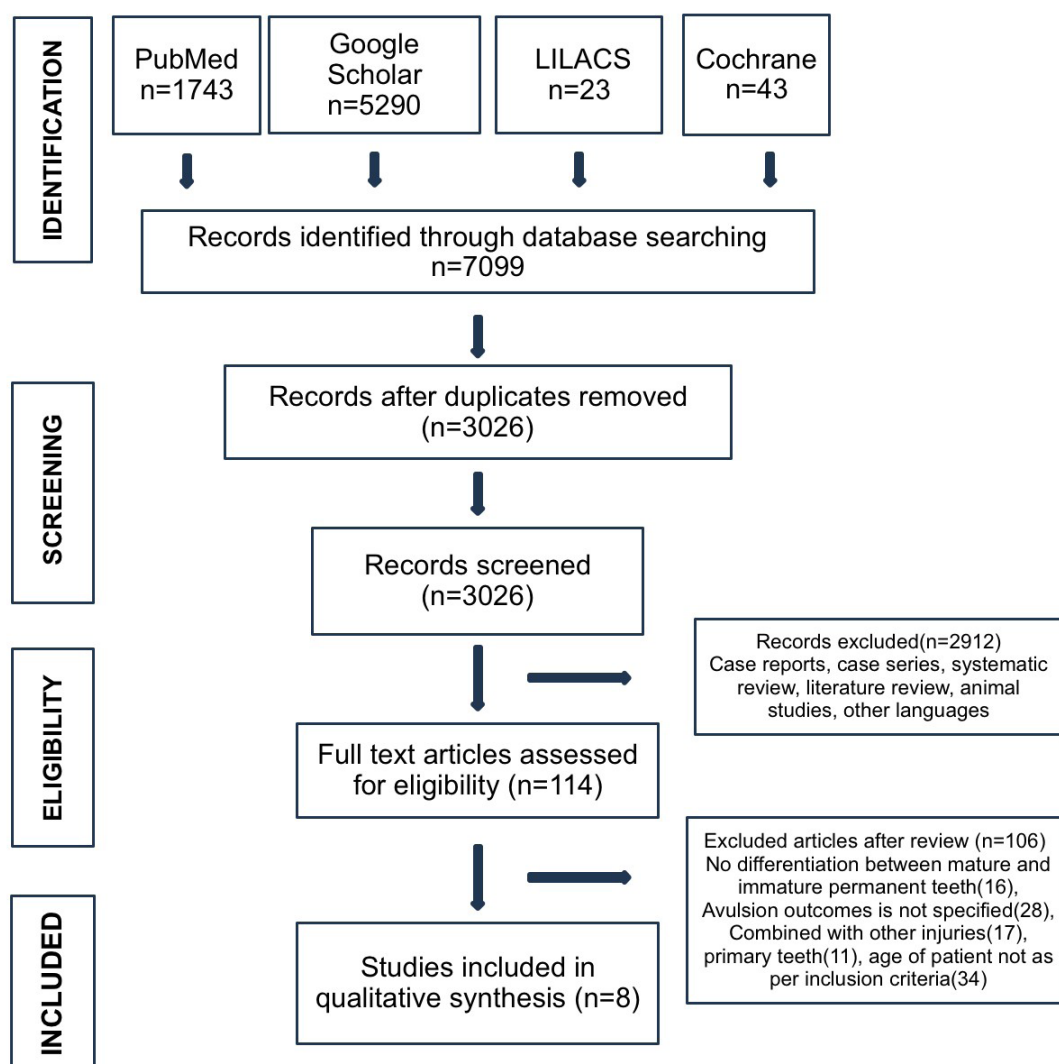 IDENTIFICATION
PubMed
n=1743
Google
Scholar
n=5290
LILACS
n=23
Cochrane
n=43
Records identified through database searching
n=7099
SCREENING
Records after duplicates removed
(n=3026)
Records screened
(n=3026)
ELIGIBILITY
Records excluded(n=2912)
Case reports, case series, systematic
review, literature review, animal
studies, other languages
Full text articles assessed
for eligibility (n=114)
Excluded articles after review (n=106)
No differentiation between mature and
immature permanent teeth(16),
Avulsion outcomes is not specified(28),
Combined with other injuries(17),
primary teeth(11), age of patient not as
per inclusion criteria(34)
INCLUDED
Studies included in
qualitative synthesis (n=8)